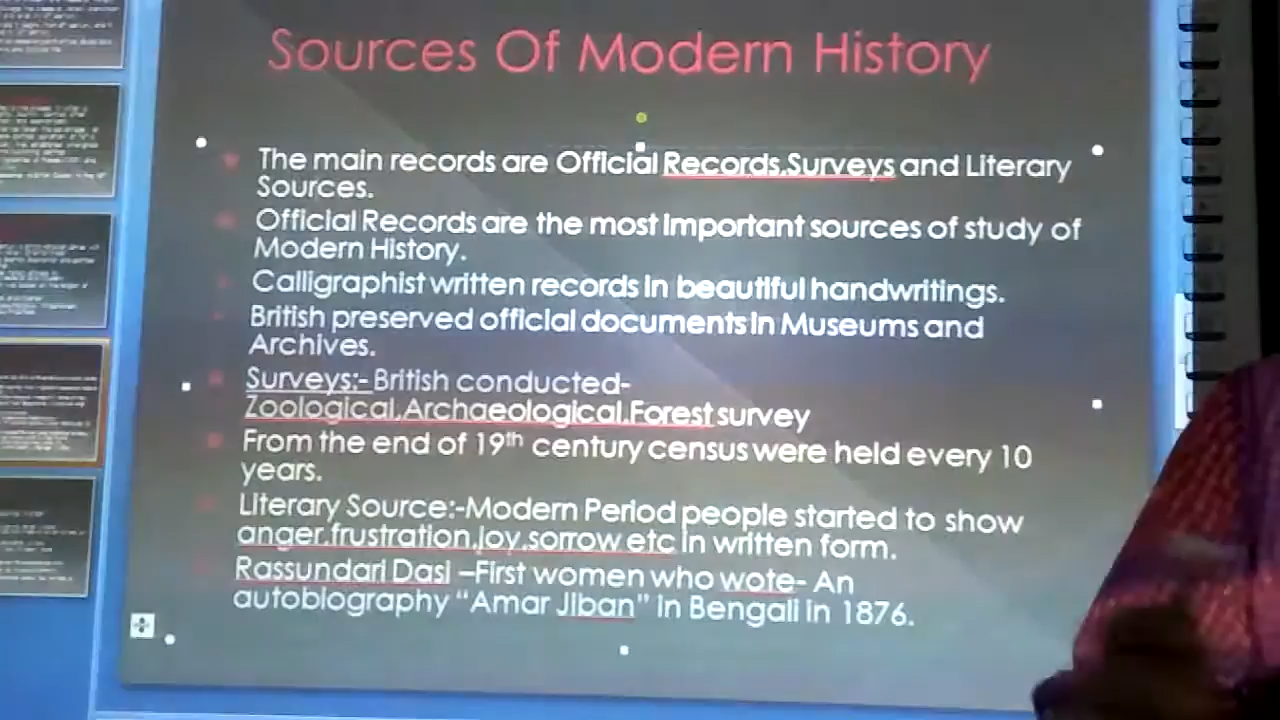 Sources Of Modern History
The main records are Official Records,Surveys and Literary
Sources.
Official Records are the most important sources of study of
Modern History.
Calligraphist written records in beautiful handwritings.
British preserved official documents in Museums and
Archives.
Surveys:- British conducted-
Zoological,Archaeological,Forest survey
From the end of 19th century census were held every 10
years.
Literary Source:-Modern Period people started to show
anger,frustration,joy,sorrow etc in written form.
Rassundari Dasi –First women who wote- An
autobiography “Amar Jiban” in Bengali in 1876.